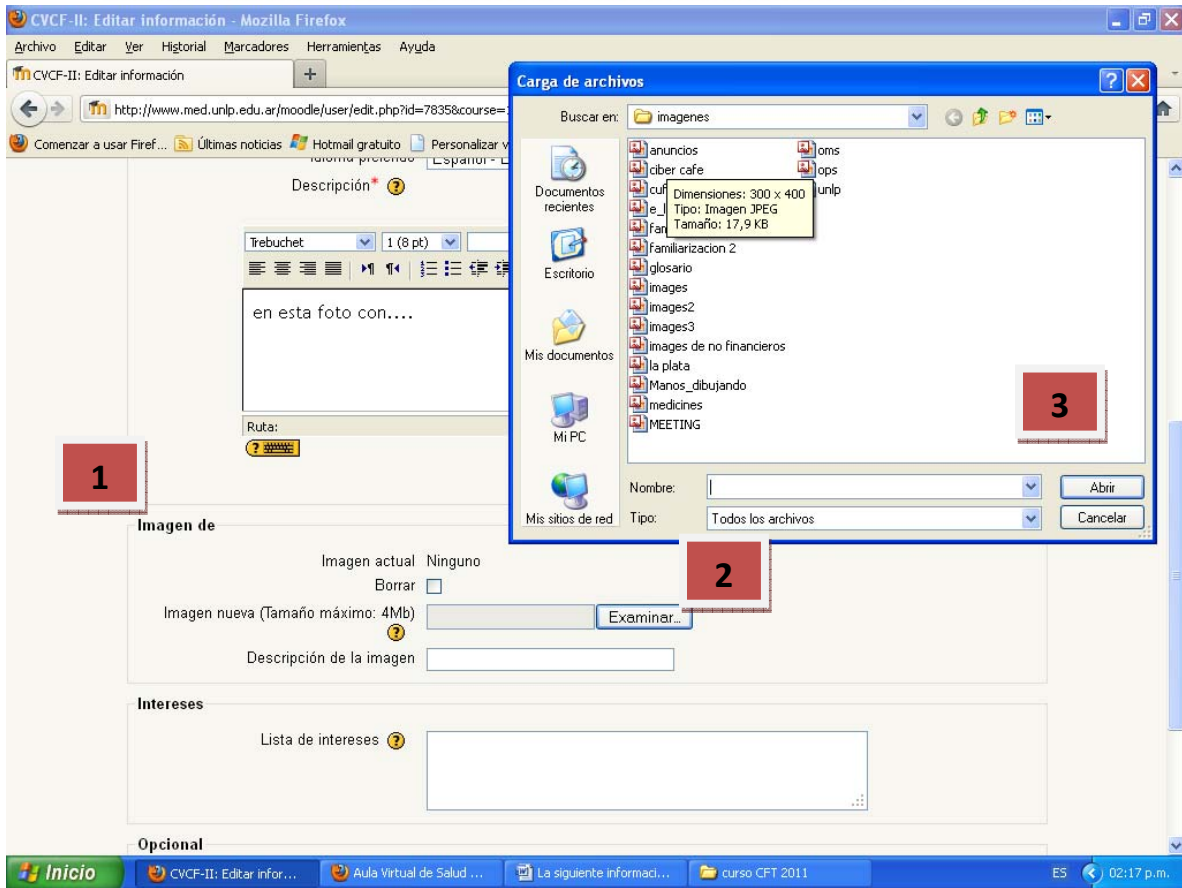 CVCF-II: Editar información - Mozilla Firefox
Archivo Editar Ver Historial Marcadores Herramientas Ayuda
CVCF-II: Editar información
http://www.med.unlp.edu.ar/moodle/user/edit.php?id=7835&course=
Comenzar a usar Firef... Últimas noticias Hotmail gratuito Personalizar
Idioma preferido Español -
Descripción*
Trebuchet 1 (8 pt)
en esta foto con....
Ruta:
1
Imagen de
Imagen actual Ninguno
Borrar
Imagen nueva (Tamaño máximo: 4Mb) Examinar...
Descripción de la imagen
Intereses
Lista de intereses
Opcional
Carga de archivos
Buscar en: imagenes
Documentos recientes
Escritorio
Mis documentos
Mi PC
Mis sitios de red
anuncios
ciber cafe
Dimensiones: 300 x 400
Tipo: Imagen JPEG
Tamaño: 17,9 KB
familiarizacion 2
glosario
images
images2
images3
images de no financieros
la plata
Manos_dibujando
medicines
MEETING
oms
ops
unlp
3
Nombre: Abrir
Tipo: Todos los archivos Cancelar
2
Inicio CVCF-II: Editar infor... Aula Virtual de Salud ... La siguiente informaci... curso CFT 2011 ES 02:17 p.m.